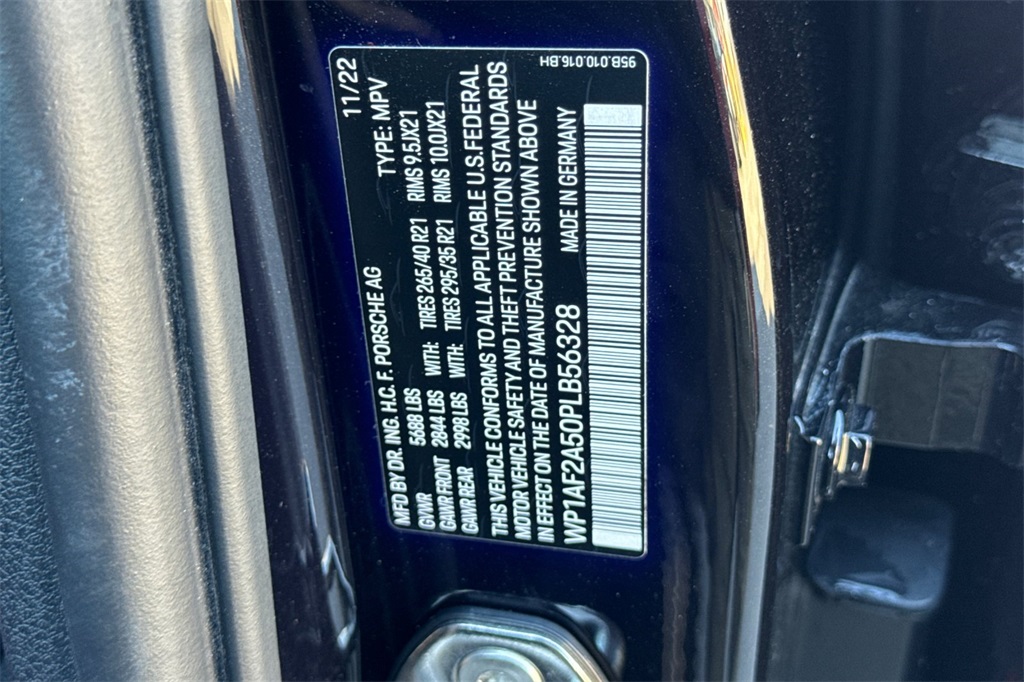 11/22
MFD BY DR. ING. H.C. F. PORSCHE AG TYPE: MPV
GVWR 5688 LBS
GAWR FRONT 2844 LBS WITH: TIRES 265/40 R21 RIMS 9.5JX21
GAWR REAR 2998 LBS WITH: TIRES 295/35 R21 RIMS 10.0JX21
THIS VEHICLE CONFORMS TO ALL APPLICABLE U.S.FEDERAL
MOTOR VEHICLE SAFETY AND THEFT PREVENTION STANDARDS
IN EFFECT ON THE DATE OF MANUFACTURE SHOWN ABOVE
WP1AF2A50PLB56328 MADE IN GERMANY
95B.010.016.BH